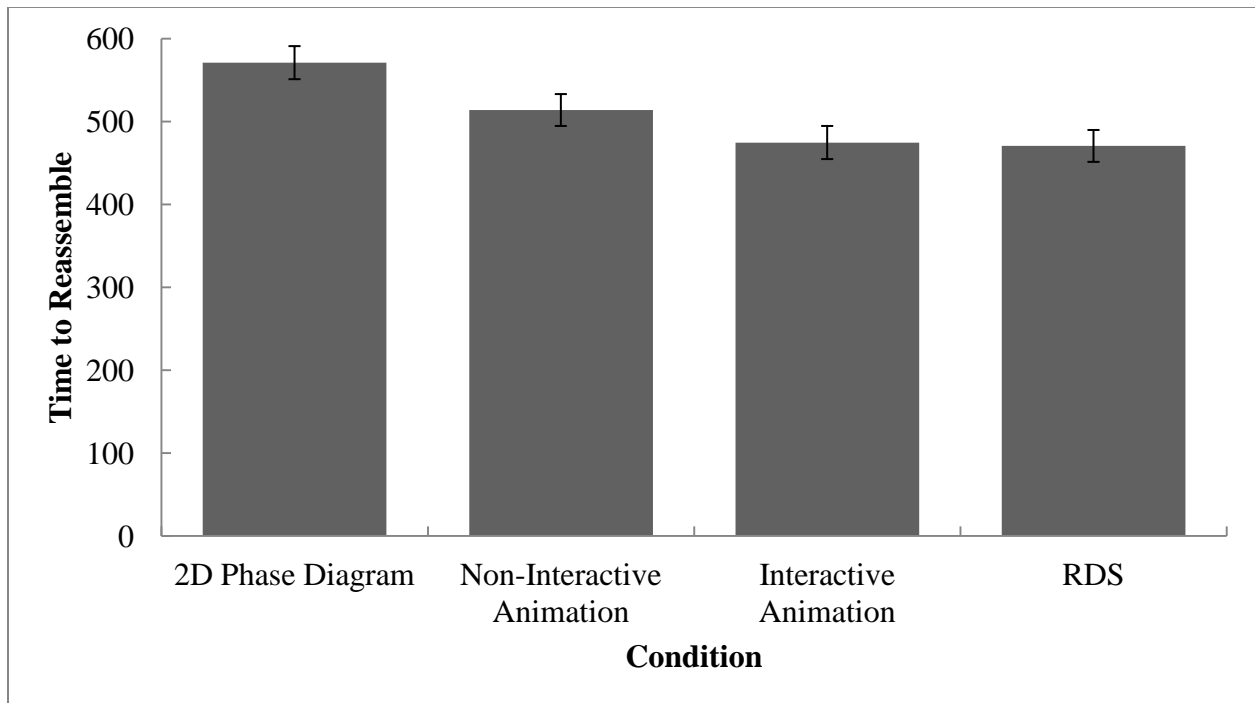 600
500
400
300
200
100
0
Time to Reassemble
2D Phase Diagram
Non-Interactive
Animation
Interactive
Animation
RDS
Condition